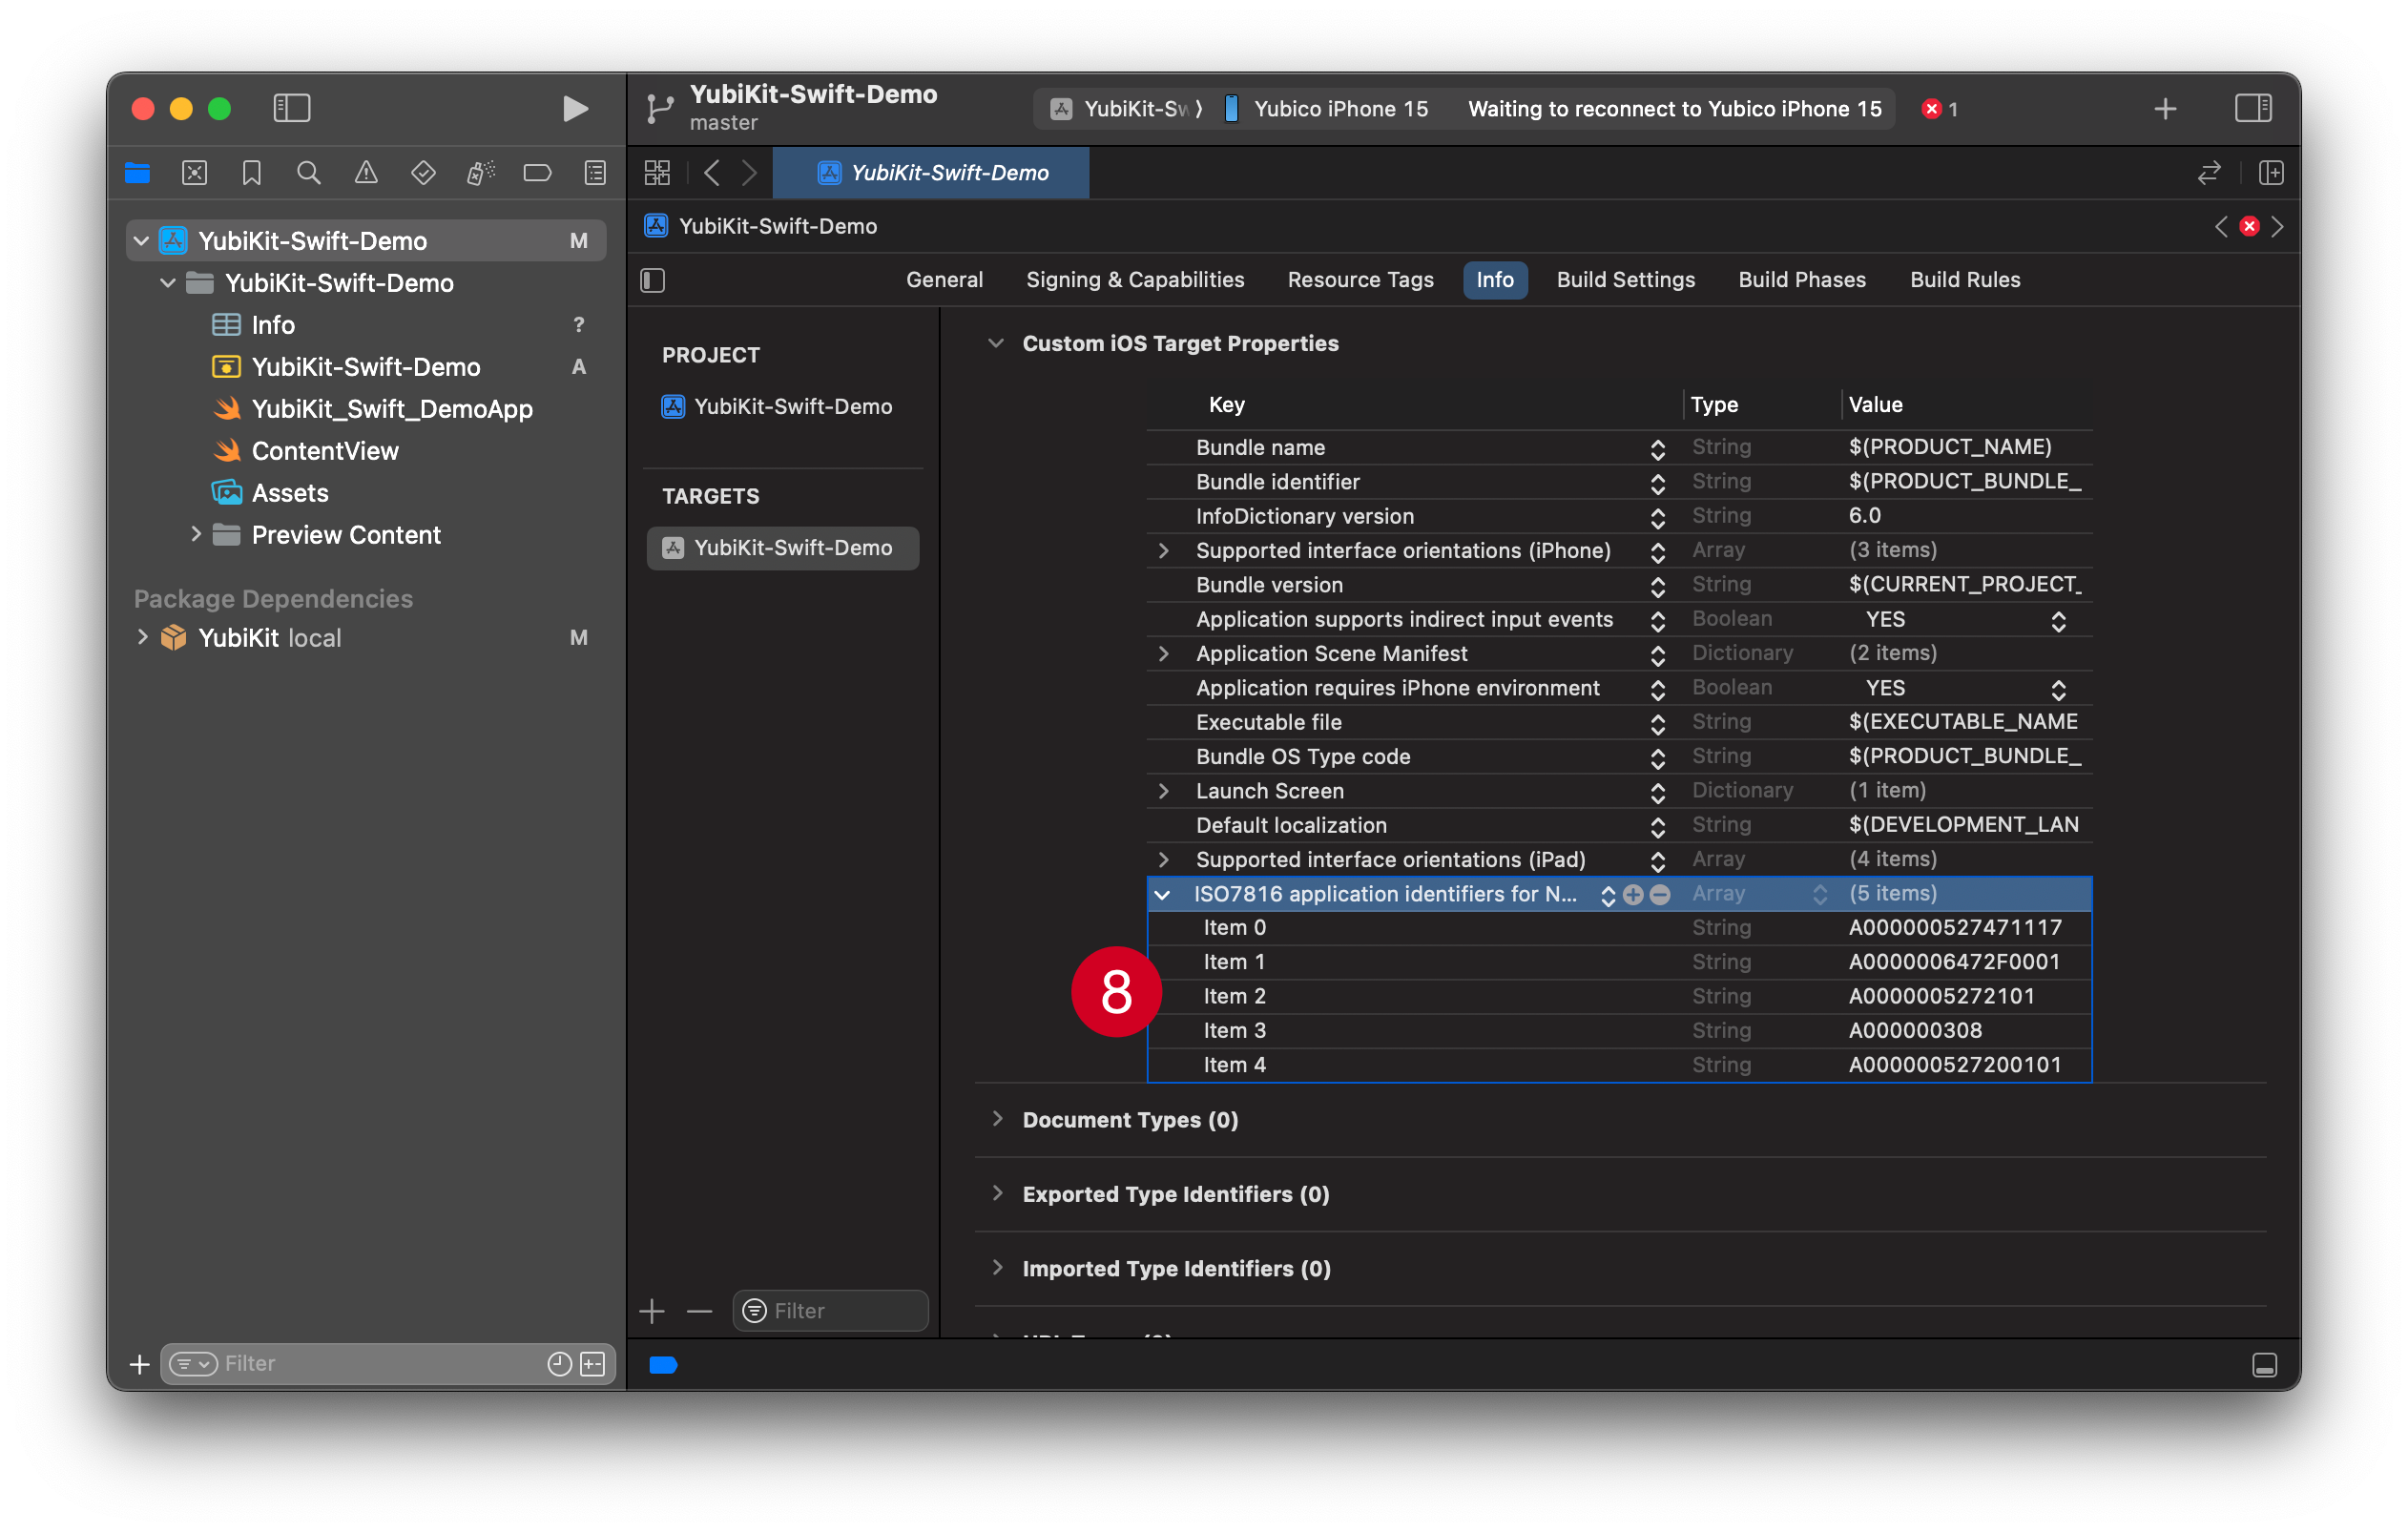 YubiKit-Swift-Demo
master
YubiKit-Sw
Yubico iPhone 15
Waiting to reconnect to Yubico iPhone 15
1
YubiKit-Swift-Demo
YubiKit-Swift-Demo M
YubiKit-Swift-Demo
Info ?
YubiKit-Swift-Demo A
YubiKit_Swift_DemoApp
ContentView
Assets
Preview Content
Package Dependencies
YubiKit local M
Filter
YubiKit-Swift-Demo
General Signing & Capabilities Resource Tags Info Build Settings Build Phases Build Rules
PROJECT
YubiKit-Swift-Demo
TARGETS
YubiKit-Swift-Demo
Filter
Custom iOS Target Properties
Key Type Value
Bundle name String $(PRODUCT_NAME)
Bundle identifier String $(PRODUCT_BUNDLE_
InfoDictionary version String 6.0
Supported interface orientations (iPhone) Array (3 items)
Bundle version String $(CURRENT_PROJECT_
Application supports indirect input events Boolean YES
Application Scene Manifest Dictionary (2 items)
Application requires iPhone environment Boolean YES
Executable file String $(EXECUTABLE_NAME
Bundle OS Type code String $(PRODUCT_BUNDLE_
Launch Screen Dictionary (1 item)
Default localization String $(DEVELOPMENT_LAN
Supported interface orientations (iPad) Array (4 items)
ISO7816 application identifiers for N... Array (5 items)
Item 0 String A000000527471117
Item 1 String A0000006472F0001
8
Item 2 String A0000005272101
Item 3 String A000000308
Item 4 String A000000527200101
Document Types (0)
Exported Type Identifiers (0)
Imported Type Identifiers (0)